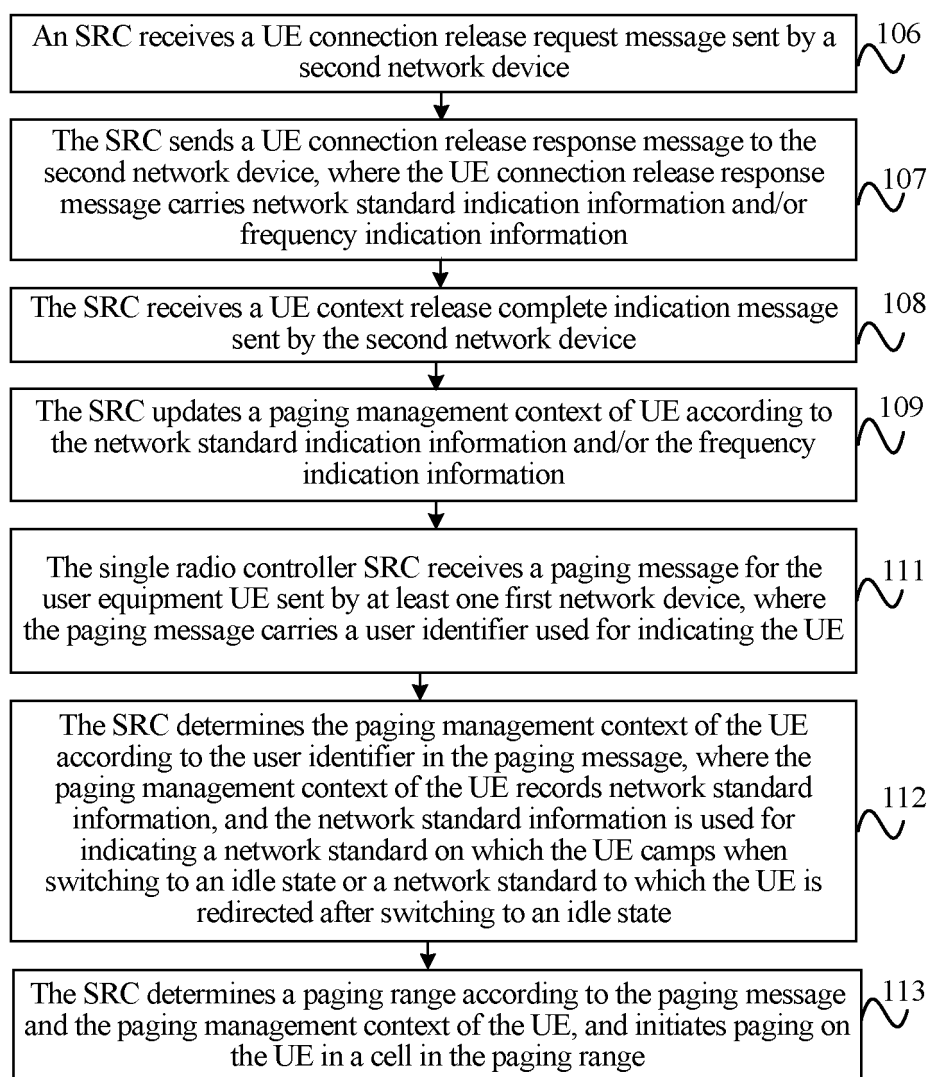 An SRC receives a UE connection release request message sent by a
second network device
106
The SRC sends a UE connection release response message to the
second network device, where the UE connection release response
message carries network standard indication information and/or
frequency indication information
107
The SRC receives a UE context release complete indication message
sent by the second network device
108
The SRC updates a paging management context of UE according to
the network standard indication information and/or the frequency
indication information
109
The single radio controller SRC receives a paging message for the
user equipment UE sent by at least one first network device, where
the paging message carries a user identifier used for indicating the UE
111
The SRC determines the paging management context of the UE
according to the user identifier in the paging message, where the
paging management context of the UE records network standard
information, and the network standard information is used for
indicating a network standard on which the UE camps when
switching to an idle state or a network standard to which the UE is
redirected after switching to an idle state
112
The SRC determines a paging range according to the paging message
and the paging management context of the UE, and initiates paging on
the UE in a cell in the paging range
113